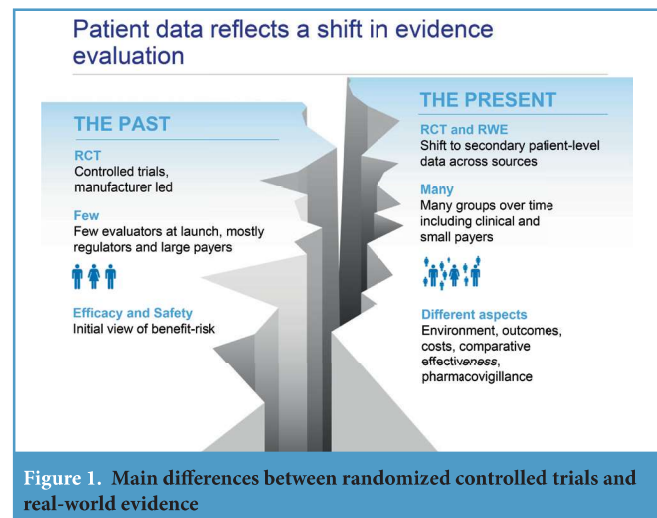 Patient data reflects a shift in evidence
evaluation
THE PAST
RCT
Controlled trials,
manufacturer led
Few
Few evaluators at launch, mostly
regulators and large payers
Efficacy and Safety
Initial view of benefit-risk
THE PRESENT
RCT and RWE
Shift to secondary patient-level
data across sources
Many
Many groups over time
including clinical and
small payers
Different aspects
Environment, outcomes,
costs, comparative
effectiveness,
pharmacovigillance
Figure 1. Main differences between randomized controlled trials and
real-world evidence